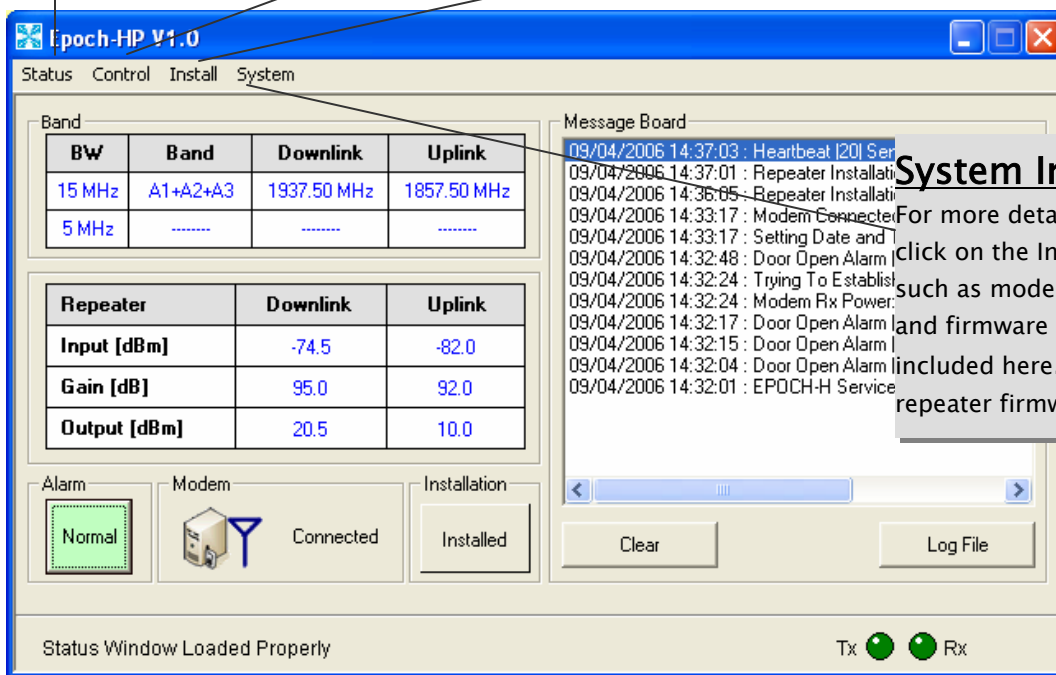 Epoch-HP V1.0
Status Control Install System
Band
BW Band Downlink Uplink
15 MHz A1+A2+A3 1937.50 MHz 1857.50 MHz
5 MHz -------- -------- --------
Repeater Downlink Uplink
Input [dBm] -74.5 -82.0
Gain [dB] 95.0 92.0
Output [dBm] 20.5 10.0
Alarm
Normal
Modem
Connected
Installation
Installed
Message Board
09/04/2006 14:37:03 : Heartbeat |20| Ser
09/04/2006 14:37:01 : Repeater Installati
09/04/2006 14:36:05 : Repeater Installati
09/04/2006 14:33:17 : Modem Connected
09/04/2006 14:33:17 : Setting Date and T
09/04/2006 14:32:48 : Door Open Alarm |
09/04/2006 14:32:24 : Trying To Establish
09/04/2006 14:32:24 : Modem Rx Power:
09/04/2006 14:32:17 : Door Open Alarm |
09/04/2006 14:32:15 : Door Open Alarm |
09/04/2006 14:32:04 : Door Open Alarm |
09/04/2006 14:32:01 : EPOCH-H Service
Clear Log File
System In
For more deta
click on the In
such as mode
and firmware
included here.
repeater firmw
Status Window Loaded Properly
Tx Rx